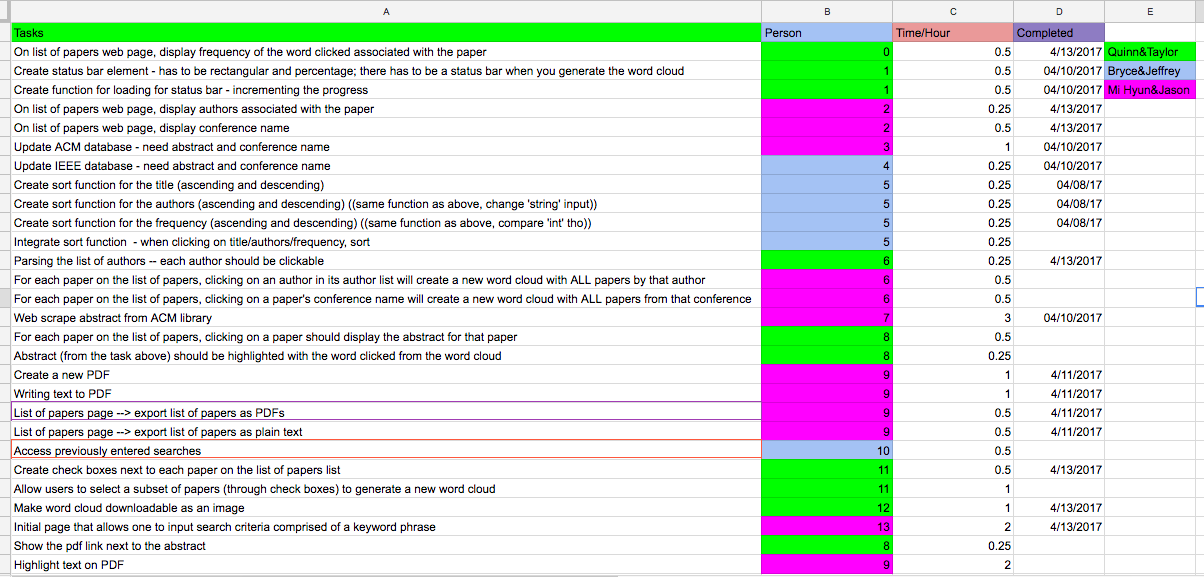 A B C D E
Tasks Person Time/Hour Completed
On list of papers web page, display frequency of the word clicked associated with the paper 0 0.5 4/13/2017 Quinn&Taylor
Create status bar element - has to be rectangular and percentage; there has to be a status bar when you generate the word cloud 1 0.5 04/10/2017 Bryce&Jeffrey
Create function for loading for status bar - incrementing the progress 1 0.5 04/10/2017 Mi Hyun&Jason
On list of papers web page, display authors associated with the paper 2 0.25 4/13/2017
On list of papers web page, display conference name 2 0.5 4/13/2017
Update ACM database - need abstract and conference name 3 1 04/10/2017
Update IEEE database - need abstract and conference name 4 0.25 04/10/2017
Create sort function for the title (ascending and descending) 5 0.25 04/08/17
Create sort function for the authors (ascending and descending) ((same function as above, change 'string' input)) 5 0.25 04/08/17
Create sort function for the frequency (ascending and descending) ((same function as above, compare 'int' tho)) 5 0.25 04/08/17
Integrate sort function - when clicking on title/authors/frequency, sort 5 0.25
Parsing the list of authors -- each author should be clickable 6 0.25 4/13/2017
For each paper on the list of papers, clicking on an author in its author list will create a new word cloud with ALL papers by that author 6 0.5
For each paper on the list of papers, clicking on a paper's conference name will create a new word cloud with ALL papers from that conference 6 0.5
Web scrape abstract from ACM library 7 3 04/10/2017
For each paper on the list of papers, clicking on a paper should display the abstract for that paper 8 0.5
Abstract (from the task above) should be highlighted with the word clicked from the word cloud 8 0.25
Create a new PDF 9 1 4/11/2017
Writing text to PDF 9 1 4/11/2017
List of papers page --> export list of papers as PDFs 9 0.5 4/11/2017
List of papers page --> export list of papers as plain text 9 0.5 4/11/2017
Access previously entered searches 10 0.5
Create check boxes next to each paper on the list of papers list 11 0.5 4/13/2017
Allow users to select a subset of papers (through check boxes) to generate a new word cloud 11 1
Make word cloud downloadable as an image 12 1 4/13/2017
Initial page that allows one to input search criteria comprised of a keyword phrase 13 2 4/13/2017
Show the pdf link next to the abstract 8 0.25
Highlight text on PDF 9 2